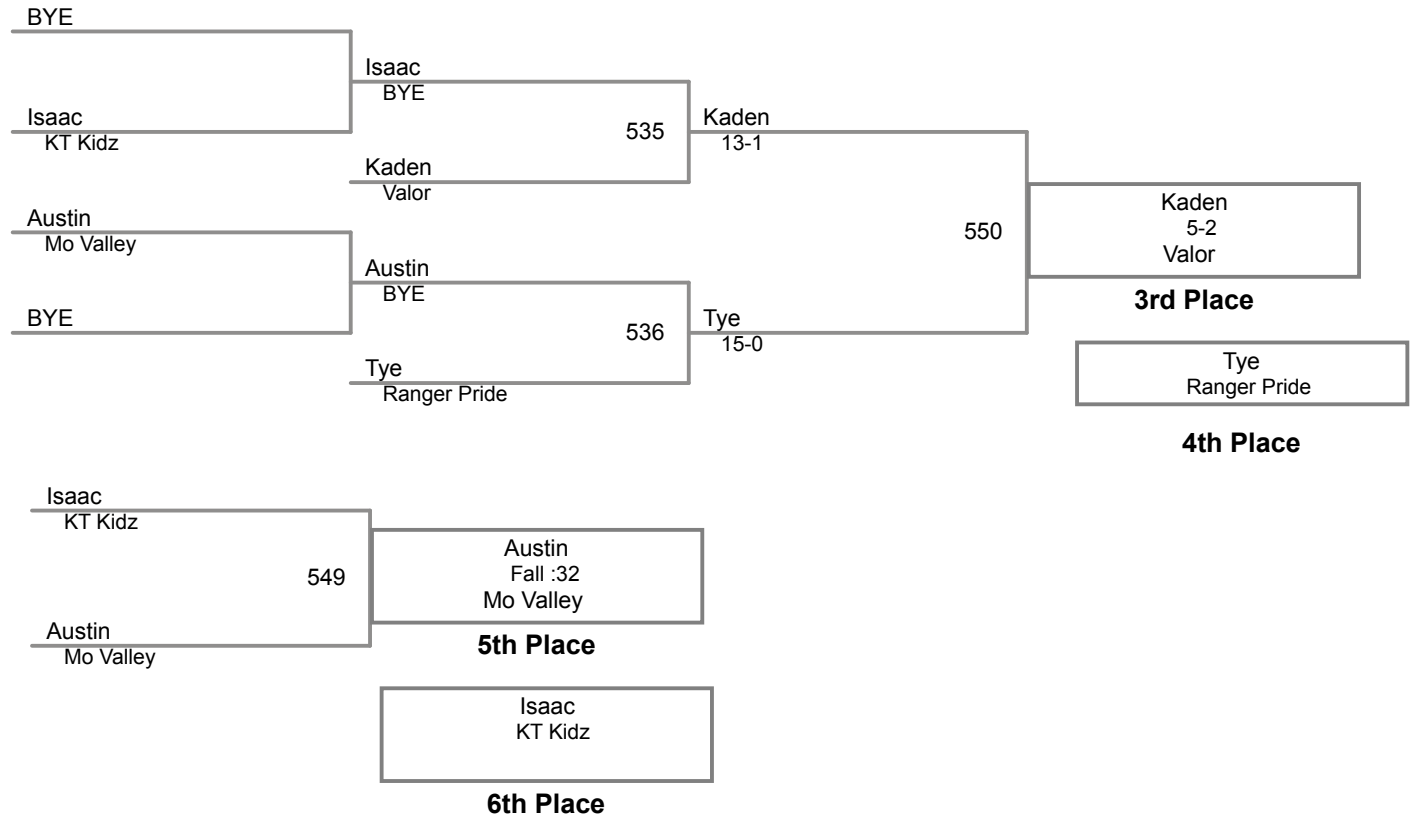 BYE
Isaac
BYE
Isaac
KT Kidz
535
Kaden
13-1
Kaden
Valor
Austin
Mo Valley
550
Kaden
5-2
Valor
3rd Place
Austin
BYE
BYE
536
Tye
15-0
Tye
Ranger Pride
Tye
Ranger Pride
4th Place
Isaac
KT Kidz
549
Austin
Fall :32
Mo Valley
5th Place
Austin
Mo Valley
Isaac
KT Kidz
6th Place